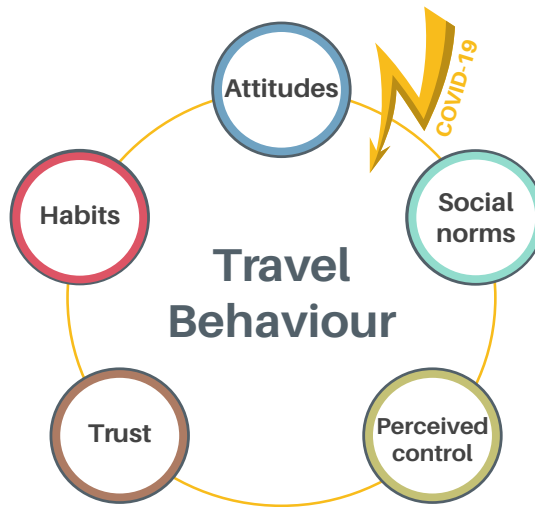 Attitudes
COVID-19
Habits
Social
norms
Travel
Behaviour
Trust
Perceived
control